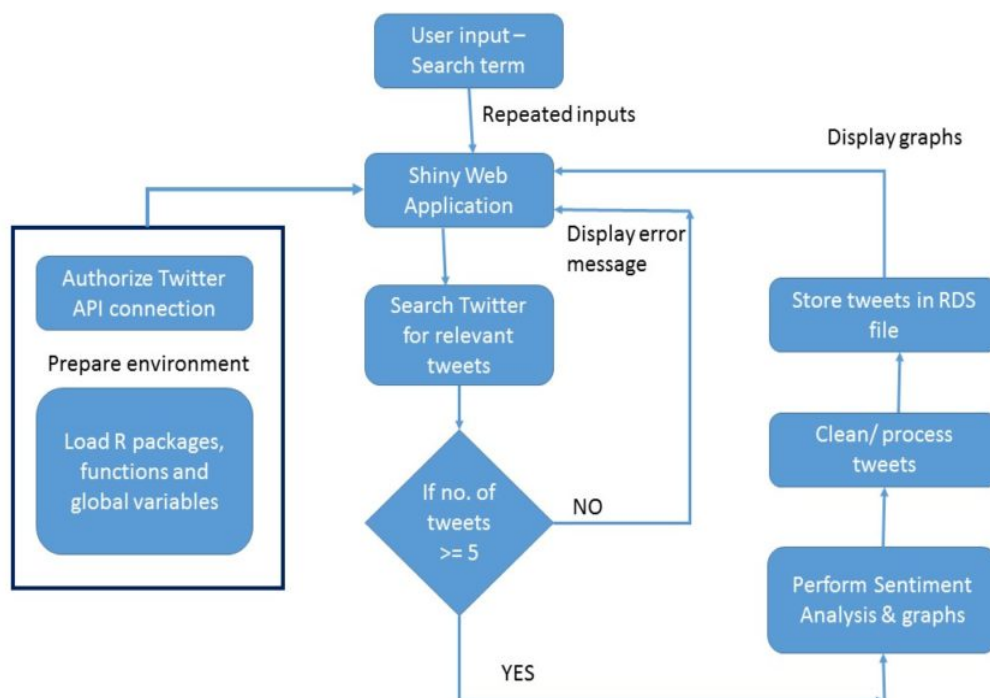 User input –
Search term
Repeated inputs
Display graphs
Shiny Web
Application
Display error
message
Authorize Twitter
API connection
Prepare environment
Load R packages,
functions and
global variables
Search Twitter
for relevant
tweets
If no. of
tweets
>= 5
NO
YES
Store tweets in RDS
file
Clean/ process
tweets
Perform Sentiment
Analysis & graphs